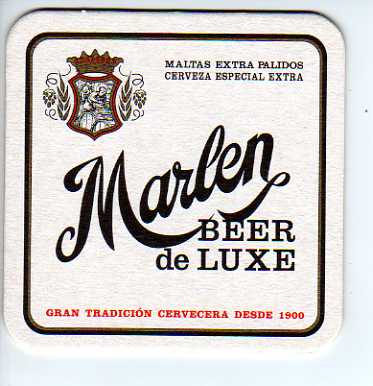 MALTAS EXTRA PALIDOS
CERVEZA ESPECIAL EXTRA
Marlen
BEER
de LUXE
GRAN TRADICIÓN CERVECERA DESDE 1900